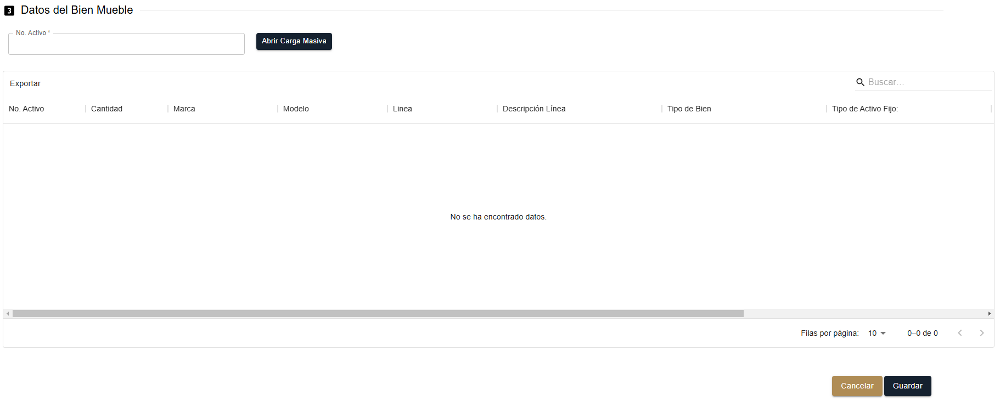 3 Datos del Bien Mueble
No. Activo *
Abrir Carga Masiva
Exportar
Buscar...
No. Activo Cantidad Marca Modelo Linea Descripción Línea Tipo de Bien Tipo de Activo Fijo:
No se ha encontrado datos.
Filas por página: 10 0–0 de 0
Cancelar Guardar